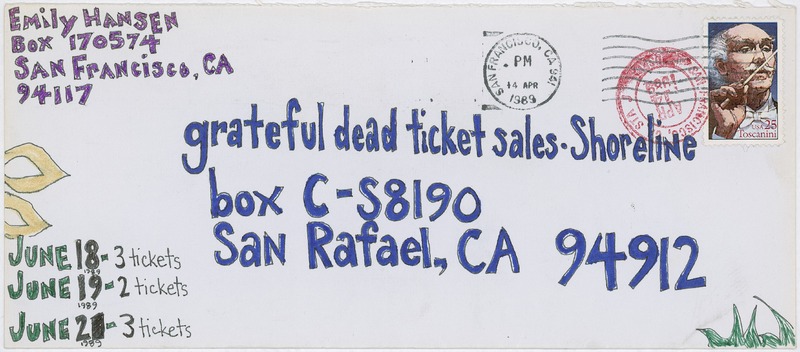 Emily Hansen
Box 170574
San Francisco, CA
94117
SAN FRANCISCO, CA 941
PM
14 APR
1989
USA 25
Toscanini
grateful dead ticket sales - Shoreline
box C-S8190
San Rafael, CA 94912
JUNE 18 - 3 tickets
1989
JUNE 19 - 2 tickets
1989
JUNE 21 - 3 tickets
1989